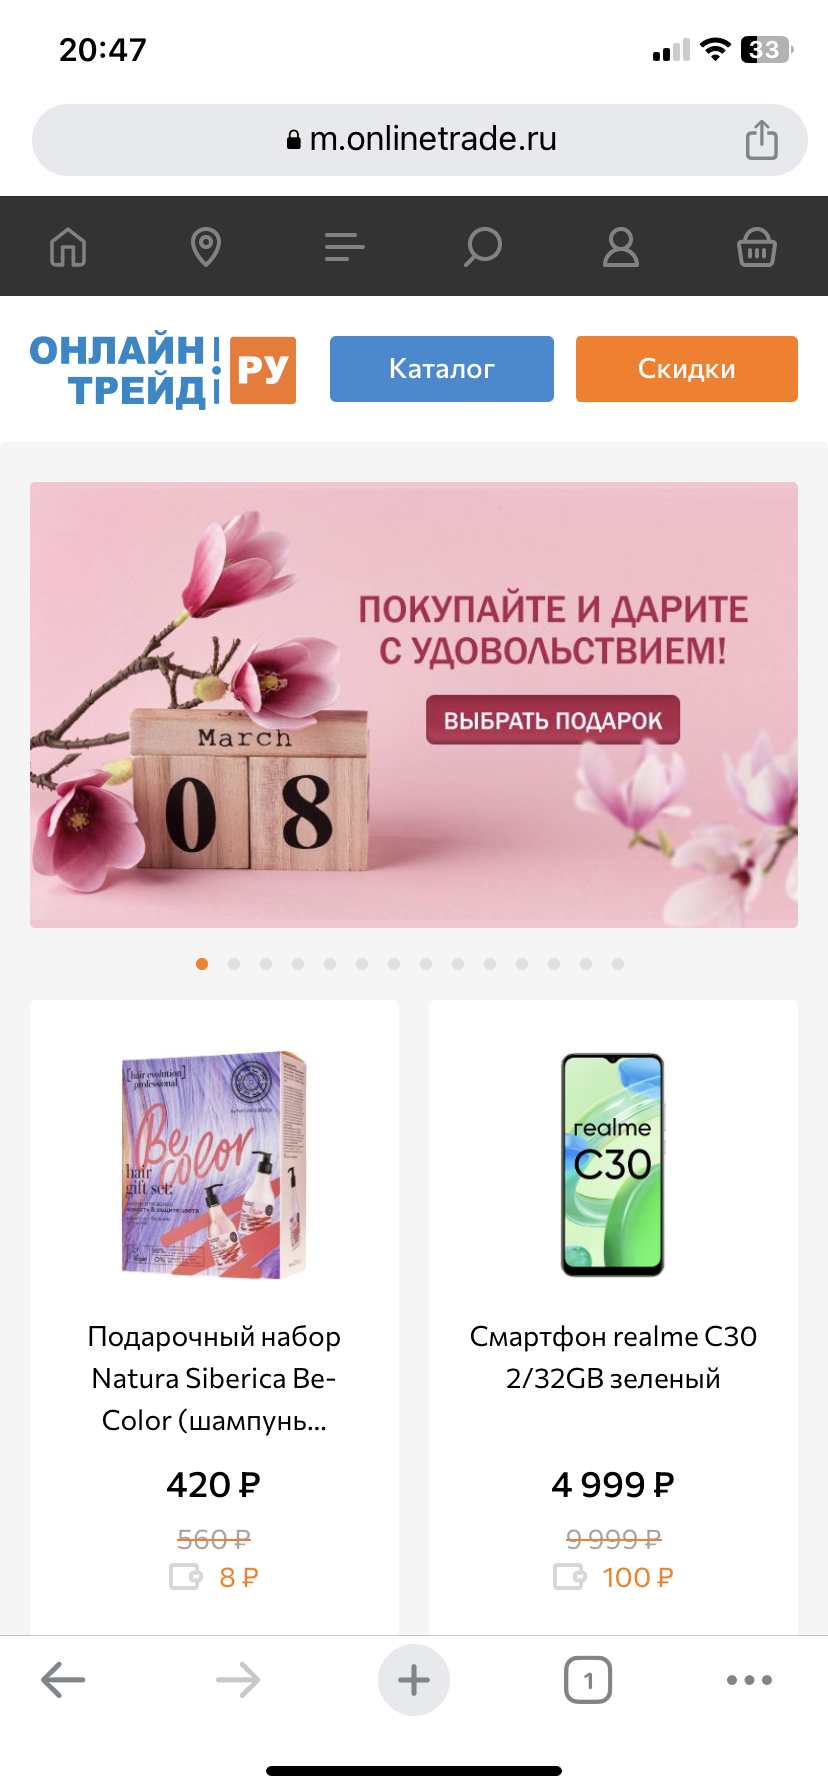 20:47
33
m.onlinetrade.ru
ОНЛАЙН
ТРЕЙД
РУ
Каталог
Скидки
ПОКУПАЙТЕ И ДАРИТЕ
С УДОВОЛЬСТВИЕМ!
ВЫБРАТЬ ПОДАРОК
March
08
[hair evolution]
professional
Be
color
hair
gift set:
realme
C30
Подарочный набор
Natura Siberica Be-
Color (шампунь...
420 ₽
560 ₽
8 ₽
Смартфон realme C30
2/32GB зеленый
4 999 ₽
9 999 ₽
100 ₽
1